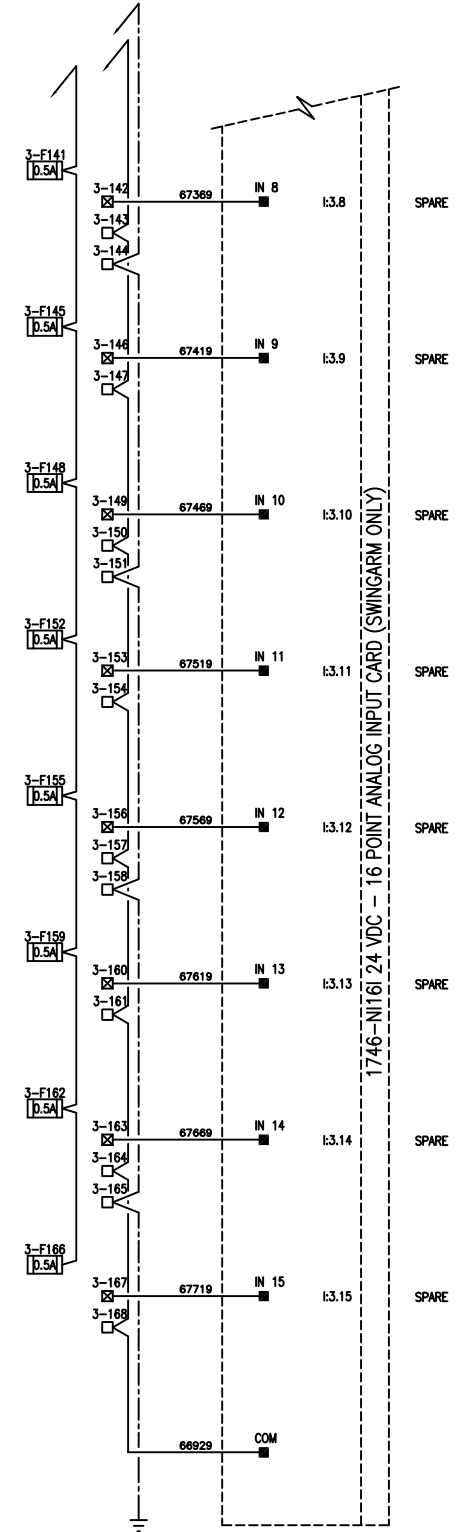 3-F141
0.5A
3-142 67369 IN 8 I:3.8 SPARE
3-143
3-144
3-F145
0.5A
3-146 67419 IN 9 I:3.9 SPARE
3-147
3-F148
0.5A
3-149 67469 IN 10 I:3.10 SPARE
3-150
3-151
3-F152
0.5A
3-153 67519 IN 11 I:3.11 SPARE
3-154
3-F155
0.5A
3-156 67569 IN 12 I:3.12 SPARE
3-157
3-158
3-F159
0.5A
3-160 67619 IN 13 I:3.13 SPARE
3-161
3-F162
0.5A
3-163 67669 IN 14 I:3.14 SPARE
3-164
3-165
3-F166
0.5A
3-167 67719 IN 15 I:3.15 SPARE
3-168
66929 COM
1746-NI16I 24 VDC - 16 POINT ANALOG INPUT CARD (SWINGARM ONLY)